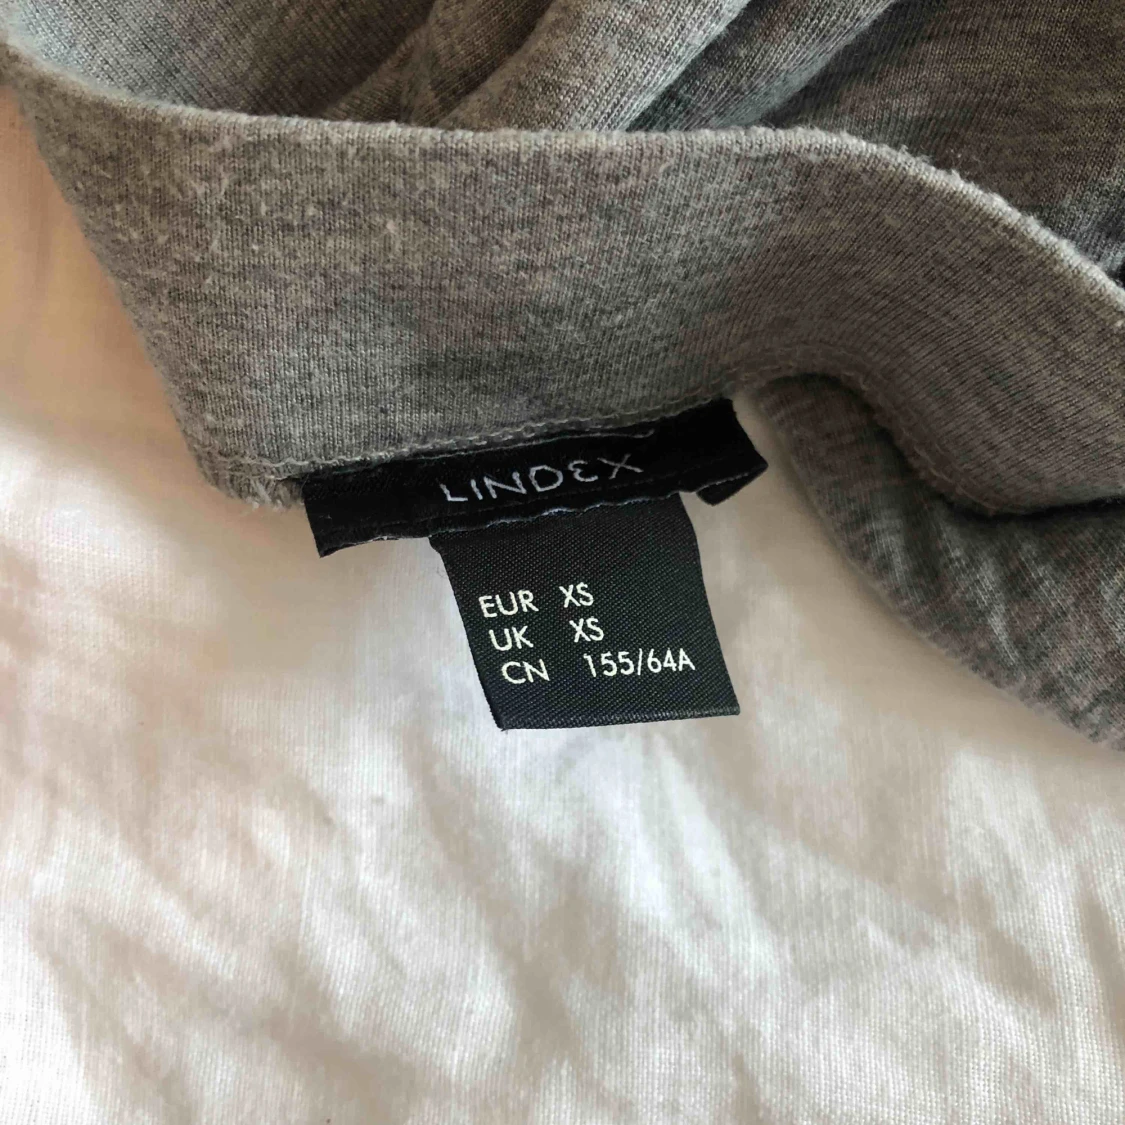 LINDEX
EUR XS
UK XS
CN 155/64A